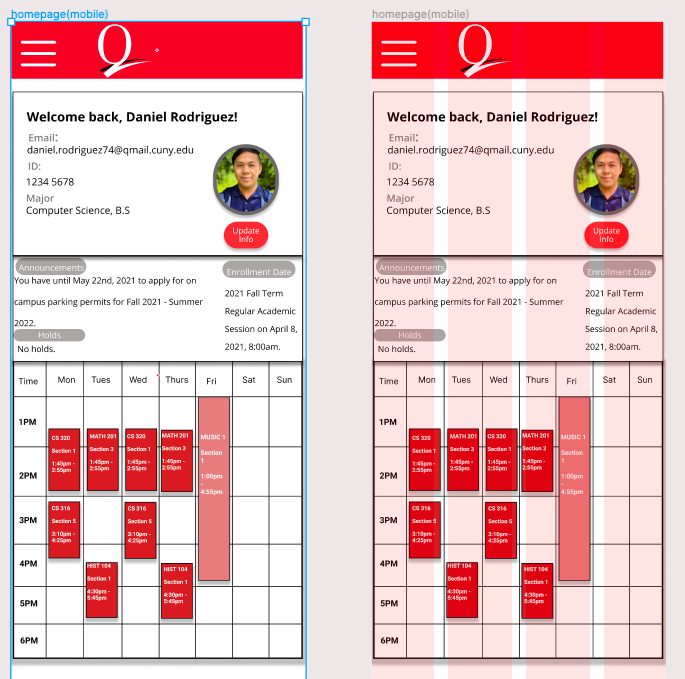 homepage(mobile)
Q
Welcome back, Daniel Rodriguez!
Email:
daniel.rodriguez74@qmail.cuny.edu
ID:
1234 5678
Major
Computer Science, B.S
Update
Info
Announcements
You have until May 22nd, 2021 to apply for on
campus parking permits for Fall 2021 - Summer
2022.
Holds
No holds.
Enrollment Date
2021 Fall Term
Regular Academic
Session on April 8,
2021, 8:00am.
Time Mon Tues Wed Thurs Fri Sat Sun
1PM
2PM
3PM
4PM
5PM
6PM
CS 320
Section 1
1:45pm -
2:55pm
MATH 201
Section 3
1:45pm -
2:55pm
CS 320
Section 1
1:45pm -
2:55pm
MATH 201
Section 3
1:45pm -
2:55pm
MUSIC 1
Section
1
1:00pm
-
4:55pm
CS 316
Section 5
3:10pm -
4:25pm
CS 316
Section 5
3:10pm -
4:25pm
HIST 104
Section 1
4:30pm -
5:45pm
HIST 104
Section 1
4:30pm -
5:45pm
homepage(mobile)
Q
Welcome back, Daniel Rodriguez!
Email:
daniel.rodriguez74@qmail.cuny.edu
ID:
1234 5678
Major
Computer Science, B.S
Update
Info
Announcements
You have until May 22nd, 2021 to apply for on
campus parking permits for Fall 2021 - Summer
2022.
Holds
No holds.
Enrollment Date
2021 Fall Term
Regular Academic
Session on April 8,
2021, 8:00am.
Time Mon Tues Wed Thurs Fri Sat Sun
1PM
2PM
3PM
4PM
5PM
6PM
CS 320
Section 1
1:45pm -
2:55pm
MATH 201
Section 3
1:45pm -
2:55pm
CS 320
Section 1
1:45pm -
2:55pm
MATH 201
Section 3
1:45pm -
2:55pm
MUSIC 1
Section
1
1:00pm
-
4:55pm
CS 316
Section 5
3:10pm -
4:25pm
CS 316
Section 5
3:10pm -
4:25pm
HIST 104
Section 1
4:30pm -
5:45pm
HIST 104
Section 1
4:30pm -
5:45pm